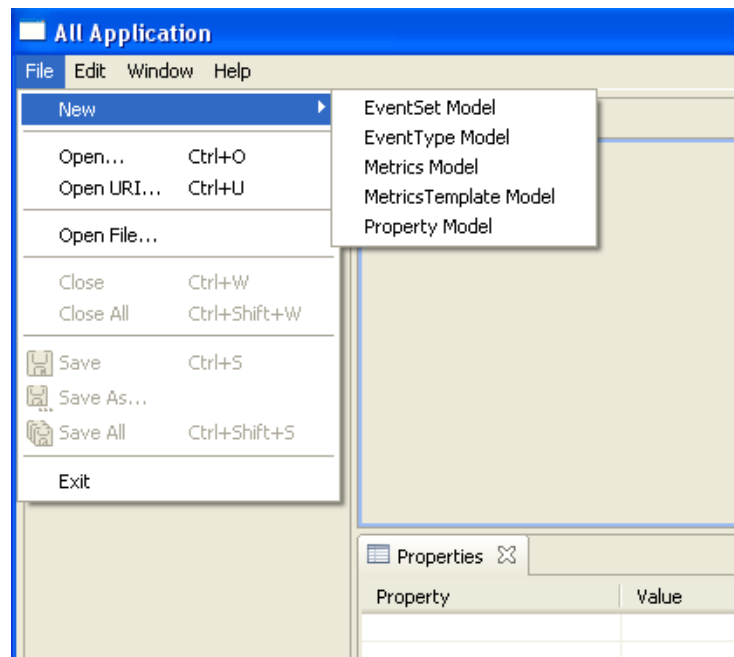 All Application
File Edit Window Help
New
EventSet Model
EventType Model
Metrics Model
MetricsTemplate Model
Property Model
Open... Ctrl+O
Open URI... Ctrl+U
Open File...
Close Ctrl+W
Close All Ctrl+Shift+W
Save Ctrl+S
Save As...
Save All Ctrl+Shift+S
Exit
Properties
Property Value